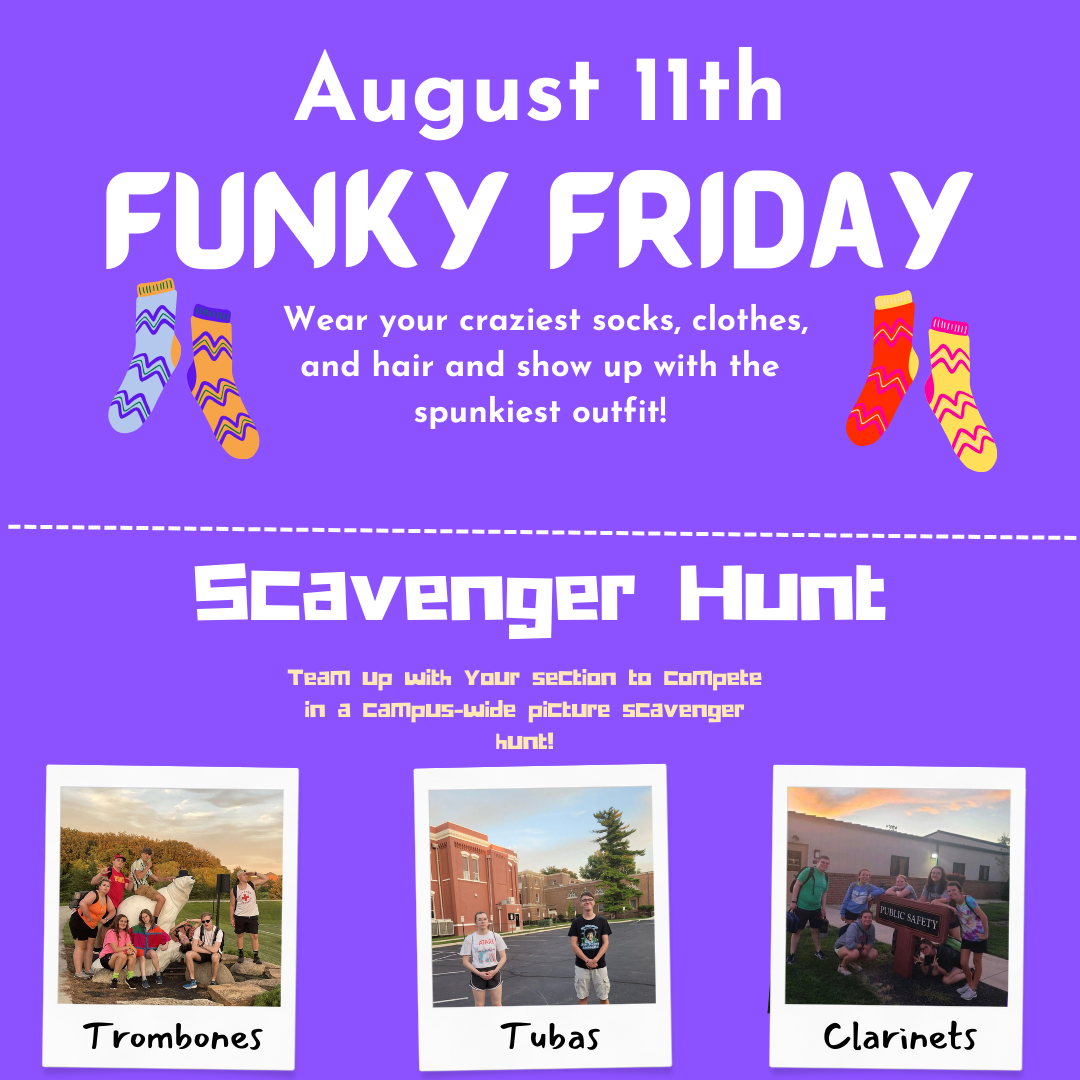 August 11th
FUNKY FRIDAY
Wear your craziest socks, clothes,
and hair and show up with the
spunkiest outfit!
Scavenger Hunt
Team up with Your section to compete
in a campus-wide picture scavenger
hunt!
ATARI
PUBLIC SAFETY
Trombones
Tubas
Clarinets